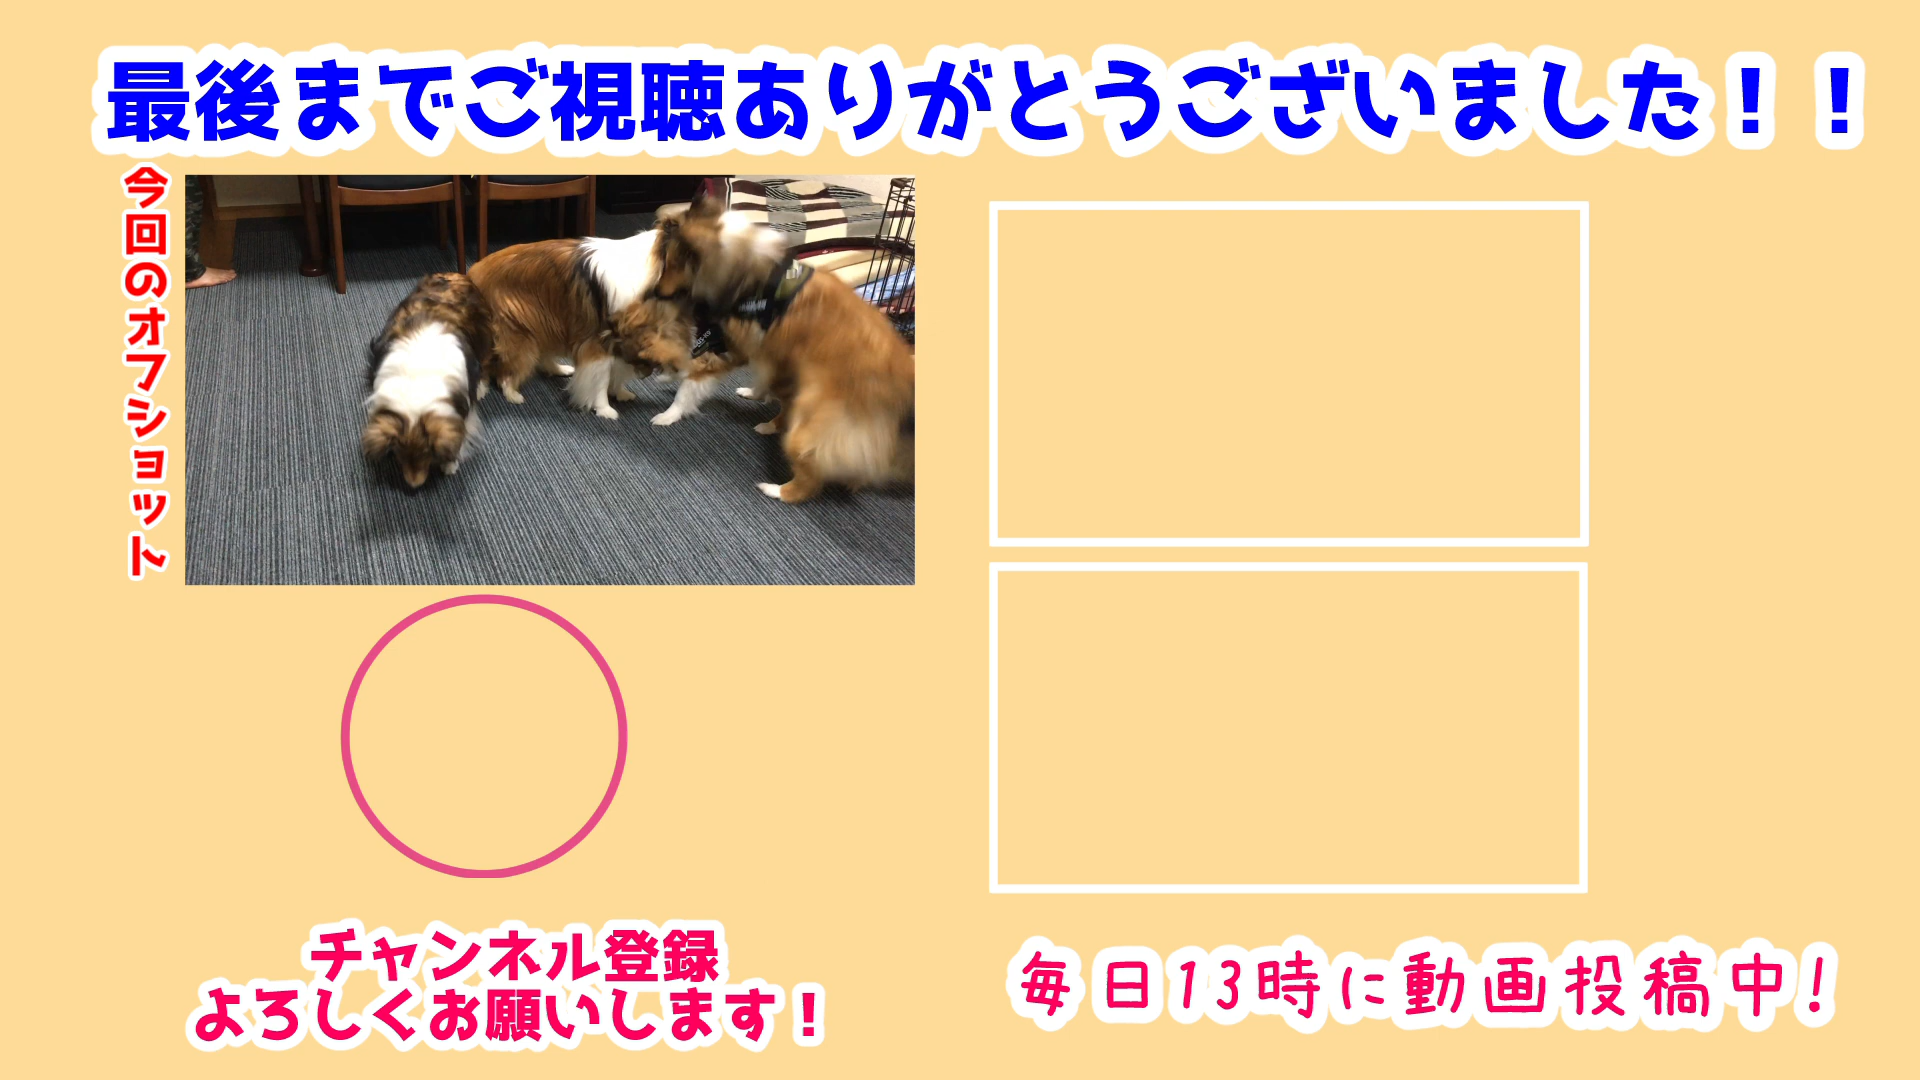 最後までご視聴ありがとうございました！！
今回のオフショット
チャンネル登録
よろしくお願いします！
毎日13時に動画投稿中!